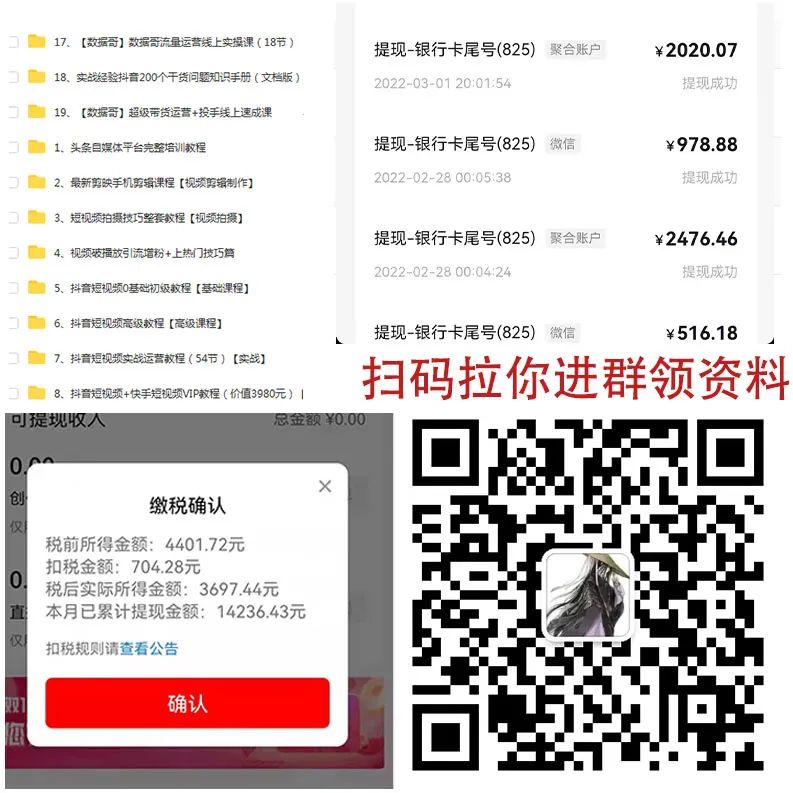 17、【数据哥】数据哥流量运营线上实操课（18节）
18、实战经验抖音200个干货问题知识手册（文档版）
19、【数据哥】超级带货运营+投手线上速成课
1、头条自媒体平台完整培训教程
2、最新剪映手机剪辑课程【视频剪辑制作】
3、短视频拍摄技巧整套教程【视频拍摄】
4、视频破播放引流增粉+上热门技巧篇
5、抖音短视频0基础初级教程【基础课程】
6、抖音短视频高级教程【高级课程】
7、抖音短视频实战运营教程（54节）【实战】
8、抖音短视频+快手短视频VIP教程（价值3980元）
提现-银行卡尾号(825) 聚合账户 ¥2020.07
2022-03-01 20:01:54 提现成功
提现-银行卡尾号(825) 微信 ¥978.88
2022-02-28 00:05:38 提现成功
提现-银行卡尾号(825) 聚合账户 ¥2476.46
2022-02-28 00:04:24 提现成功
提现-银行卡尾号(825) 微信 ¥516.18
扫码拉你进群领资料
可提现收入 总金额 ¥0.00
0.00
创
仅
缴税确认
税前所得金额：4401.72元
扣税金额：704.28元
税后实际所得金额：3697.44元
本月已累计提现金额：14236.43元
扣税规则请查看公告
确认
0.
直
仅
双1
您